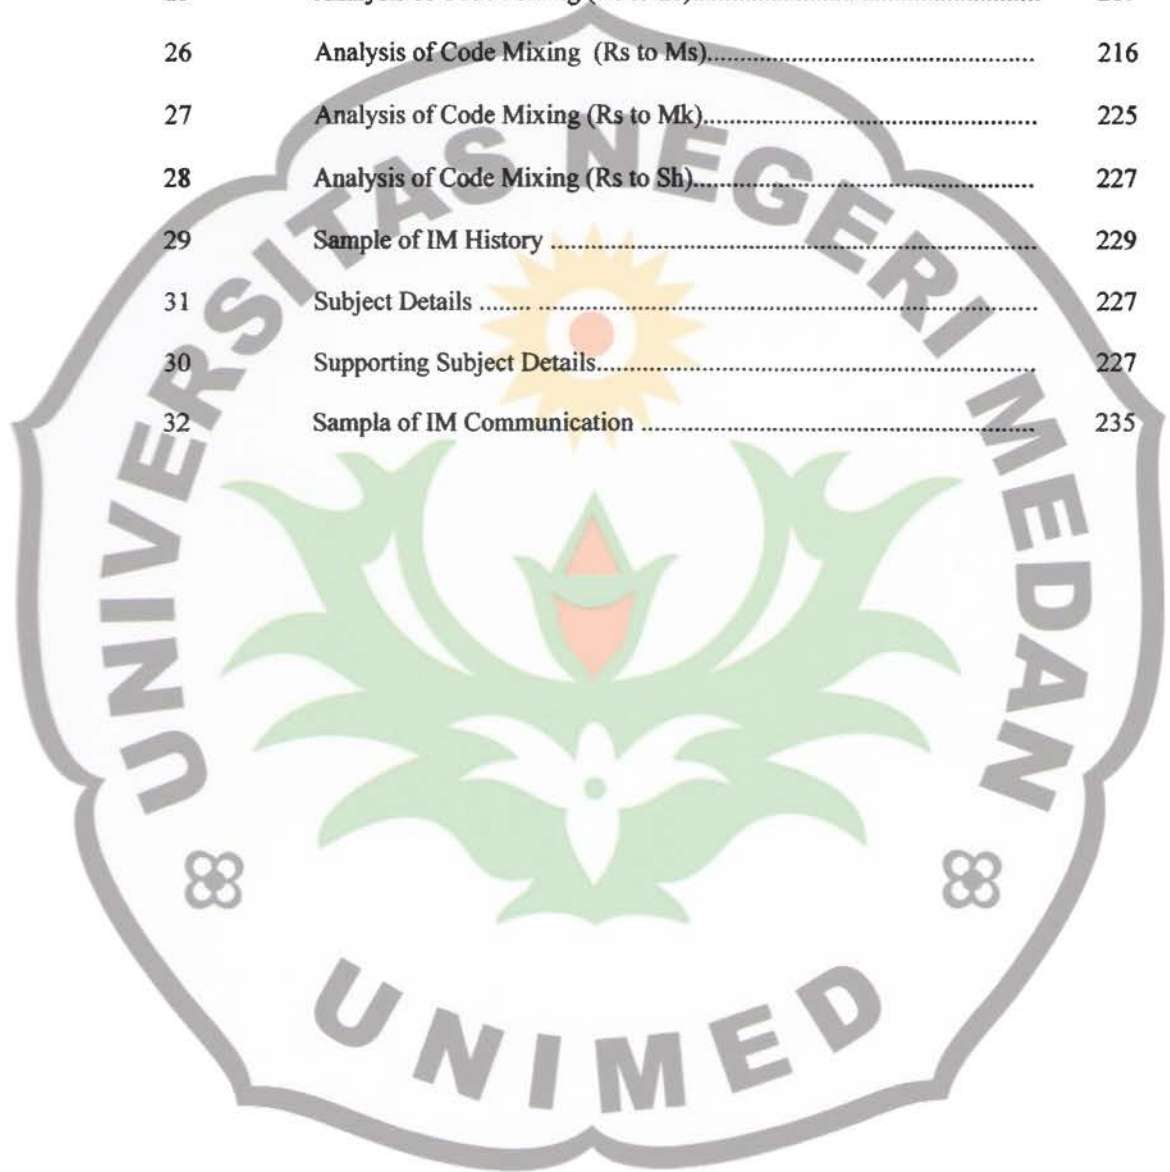 26 Analysis of Code Mixing (Rs to Ms)........................................................ 216
27 Analysis of Code Mixing (Rs to Mk)........................................................ 225
28 Analysis of Code Mixing (Rs to Sh)......................................................... 227
29 Sample of IM History .............................................................................. 229
31 Subject Details ....... .............................................................................. 227
30 Supporting Subject Details....................................................................... 227
32 Sampla of IM Communication .................................................................. 235
UNIVERSITAS NEGERI MEDAN
UNIMED